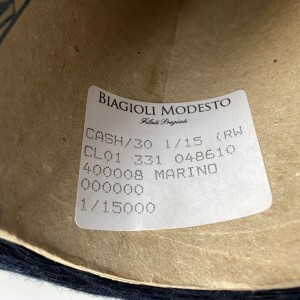 BIAGIOLI MODESTO
Filati Pregiati
CASH/30 1/15 (RW
CL01 331 048610
400008 MARINO
000000
1/15000